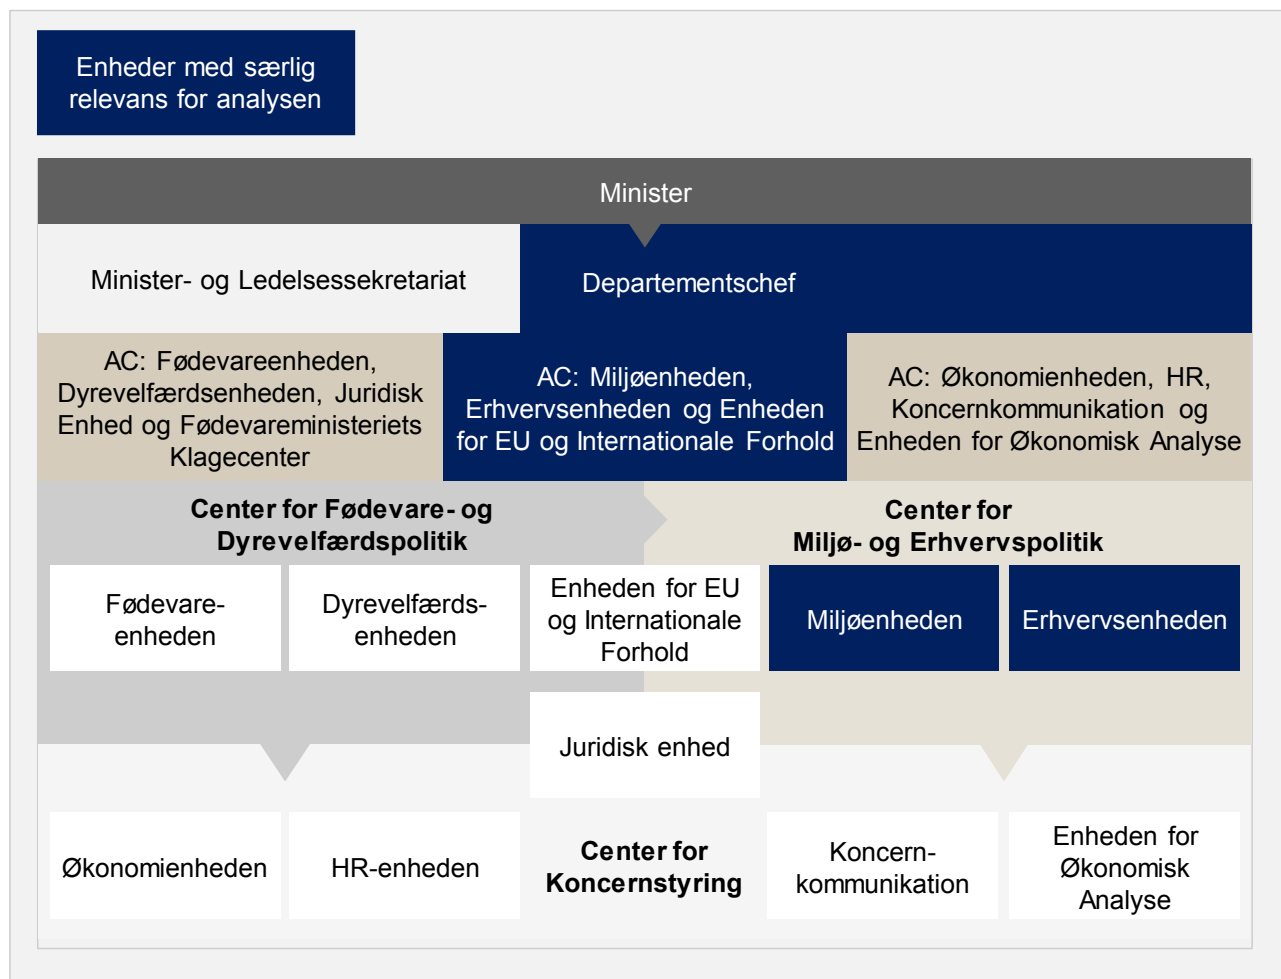 Enheder med særlig
relevans for analysen
Minister
Minister- og Ledelsessekretariat
Departementschef
AC: Fødevareenheden,
Dyrevelfærdsenheden, Juridisk
Enhed og Fødevareministeriets
Klagecenter
AC: Miljøenheden,
Erhvervsenheden og Enheden
for EU og Internationale Forhold
AC: Økonomienheden, HR,
Koncernkommunikation og
Enheden for Økonomisk Analyse
Center for Fødevare- og
Dyrevelfærdspolitik
Center for
Miljø- og Erhvervspolitik
Fødevare-
enheden
Dyrevelfærds-
enheden
Enheden for EU
og Internationale
Forhold
Miljøenheden
Erhvervsenheden
Juridisk enhed
Økonomienheden
HR-enheden
Center for
Koncernstyring
Koncern-
kommunikation
Enheden for
Økonomisk
Analyse